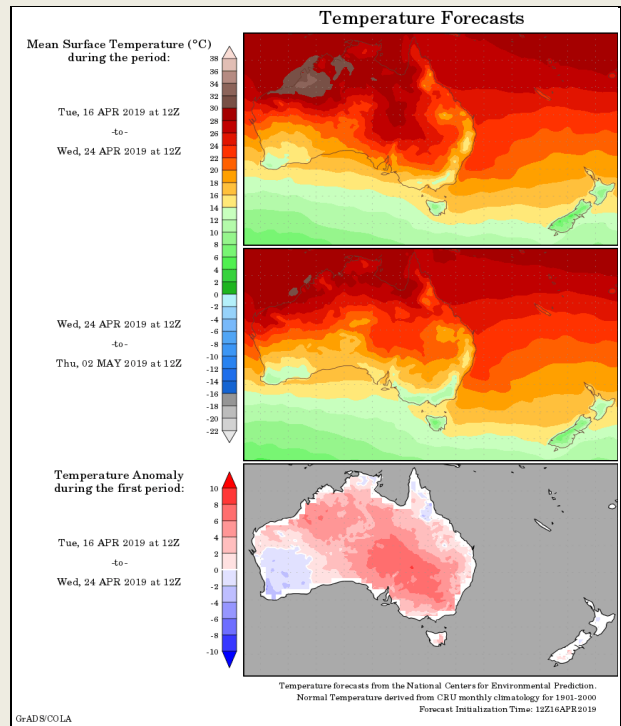 Temperature Forecasts
Mean Surface Temperature (°C)
during the period:
Tue, 16 APR 2019 at 12Z
-to-
Wed, 24 APR 2019 at 12Z
38
36
34
32
30
28
26
24
22
20
18
16
14
12
10
8
6
4
2
0
-2
-4
-6
-8
-10
-12
-14
-16
-18
-20
-22
Wed, 24 APR 2019 at 12Z
-to-
Thu, 02 MAY 2019 at 12Z
Temperature Anomaly
during the first period:
Tue, 16 APR 2019 at 12Z
-to-
Wed, 24 APR 2019 at 12Z
10
8
6
4
2
0
-2
-4
-6
-8
-10
Temperature forecasts from the National Centers for Environmental Prediction.
Normal Temperature derived from CRU monthly climatology for 1901-2000
Forecast Initialization Time: 12Z16APR2019
GrADS/COLA